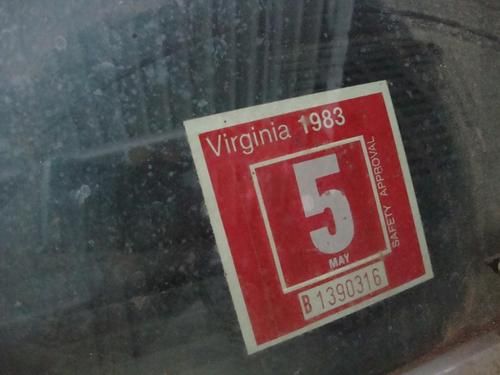 Virginia 1983
5
MAY
SAFETY APPROVAL
B 1390316